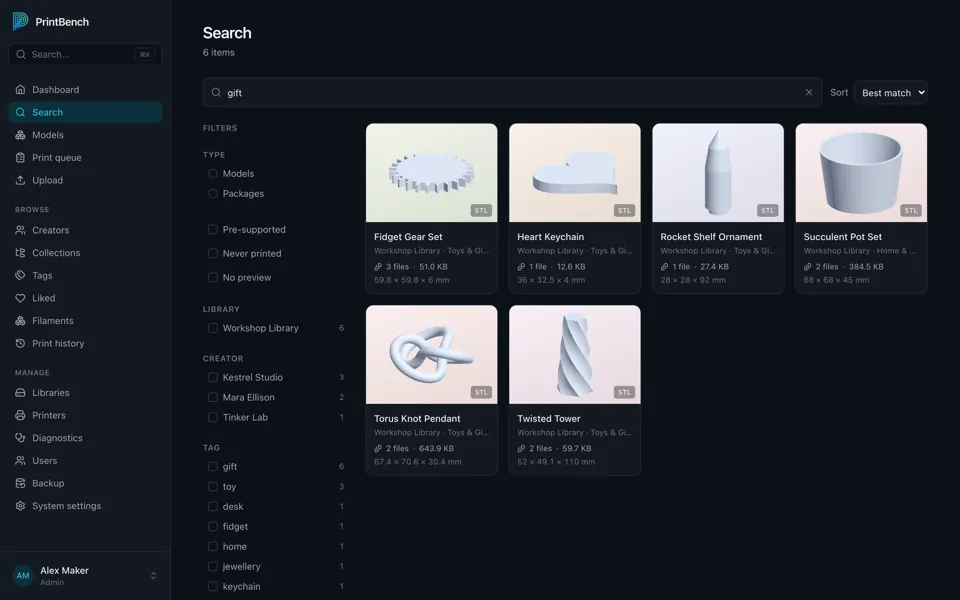 PrintBench
Search...
⌘K
Dashboard
Search
Models
Print queue
Upload
BROWSE
Creators
Collections
Tags
Liked
Filaments
Print history
MANAGE
Libraries
Printers
Diagnostics
Users
Backup
System settings
AM
Alex Maker
Admin
Search
6 items
gift
Sort
Best match
FILTERS
TYPE
Models
Packages
Pre-supported
Never printed
No preview
LIBRARY
Workshop Library 6
CREATOR
Kestrel Studio 3
Mara Ellison 2
Tinker Lab 1
TAG
gift 6
toy 3
desk 1
fidget 1
home 1
jewellery 1
keychain 1
STL
Fidget Gear Set
Workshop Library · Toys & Gi...
3 files · 51.0 KB
59.8 × 59.8 × 6 mm
STL
Heart Keychain
Workshop Library · Toys & Gi...
1 file · 12.6 KB
36 × 32.5 × 4 mm
STL
Rocket Shelf Ornament
Workshop Library · Toys & Gi...
1 file · 27.4 KB
28 × 28 × 92 mm
STL
Succulent Pot Set
Workshop Library · Home & ...
2 files · 384.5 KB
68 × 68 × 45 mm
STL
Torus Knot Pendant
Workshop Library · Toys & Gi...
2 files · 643.9 KB
67.4 × 70.6 × 30.4 mm
STL
Twisted Tower
Workshop Library · Toys & Gi...
2 files · 59.7 KB
52 × 49.1 × 110 mm